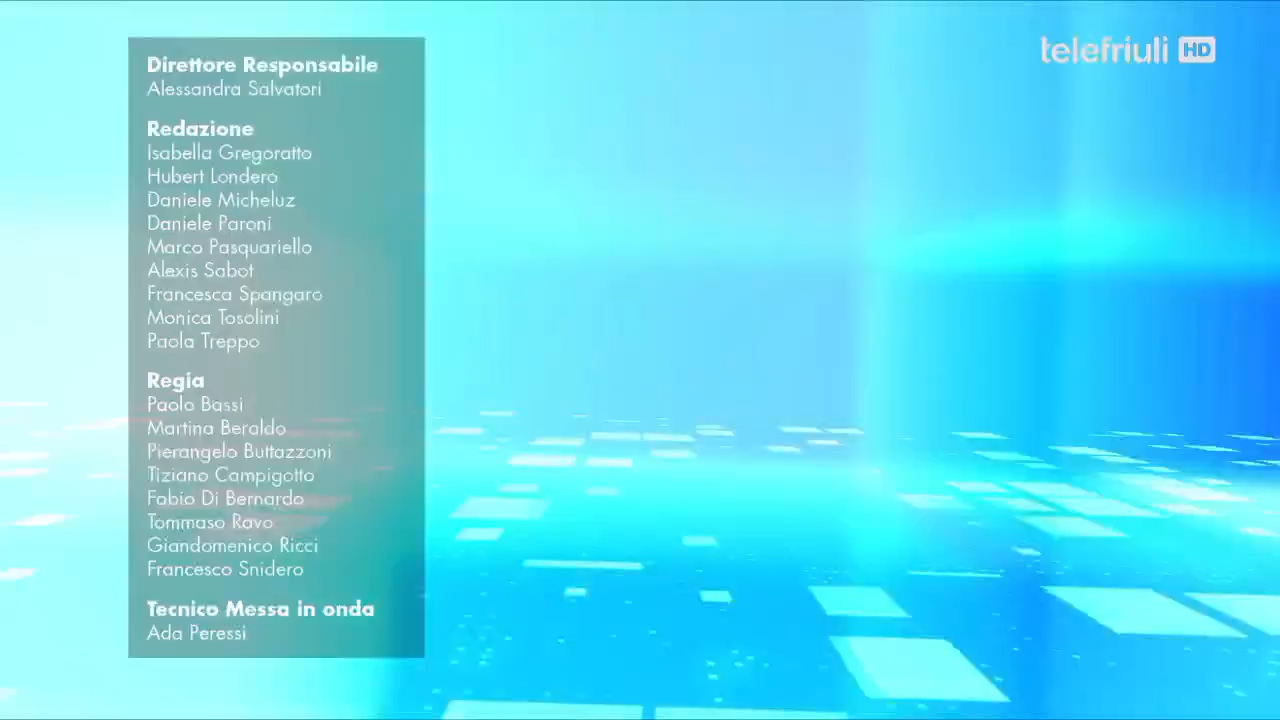 telefriuli HD
Direttore Responsabile
Alessandra Salvatori
Redazione
Isabella Gregoratto
Hubert Londero
Daniele Micheluz
Daniele Paroni
Marco Pasquariello
Alexis Sabot
Francesca Spangaro
Monica Tosolini
Paola Treppo
Regia
Paolo Bassi
Martina Beraldo
Pierangelo Buttazzoni
Tiziano Campigotto
Fabio Di Bernardo
Tommaso Ravo
Giandomenico Ricci
Francesco Snidero
Tecnico Messa in onda
Ada Peressi